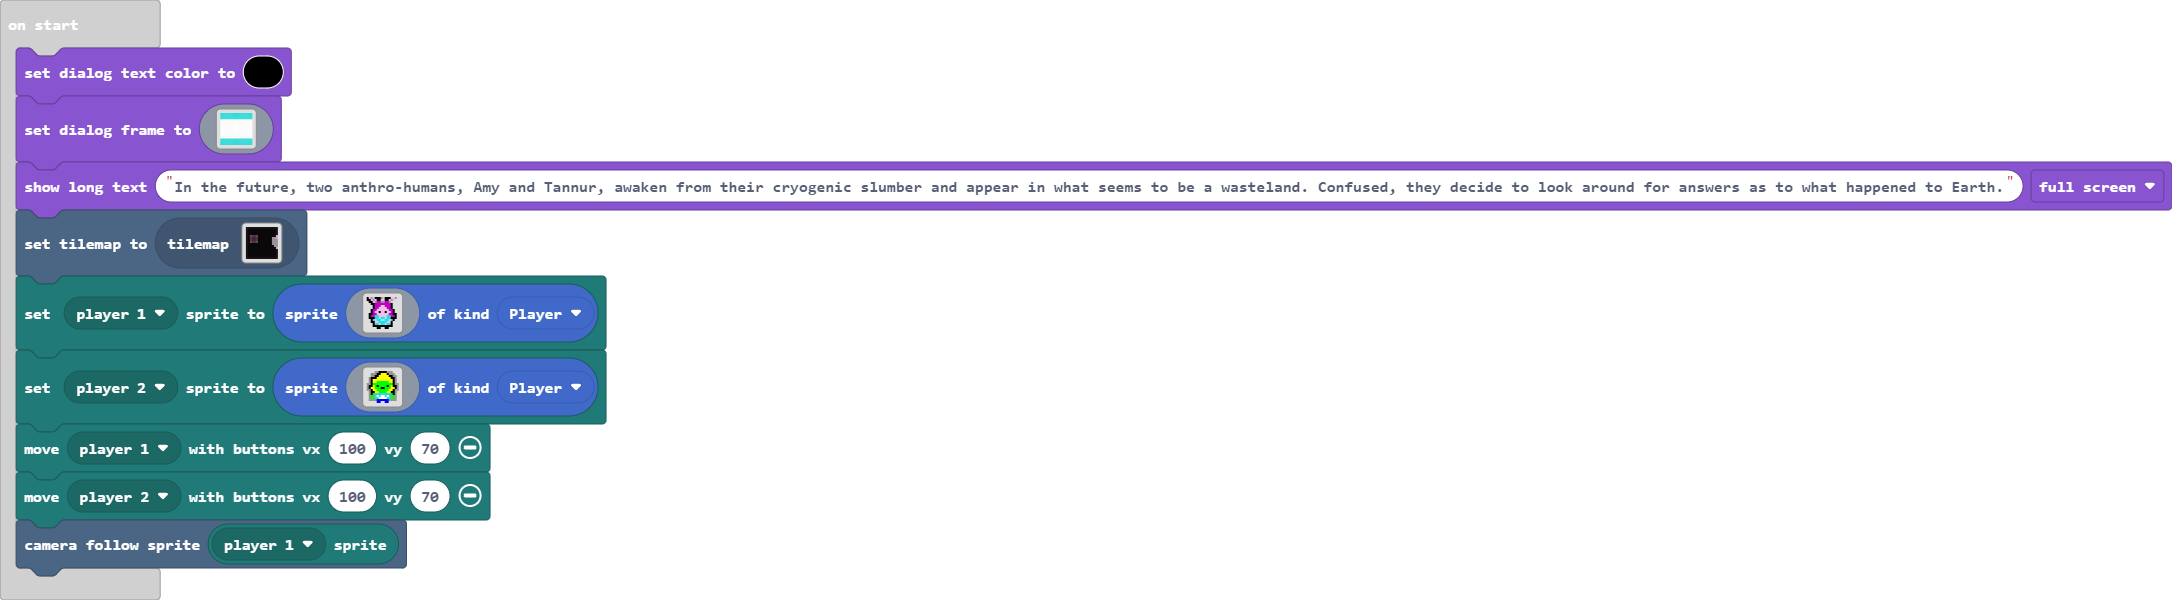 on start
set dialog text color to
set dialog frame to
show long text "In the future, two anthro-humans, Amy and Tannur, awaken from their cryogenic slumber and appear in what seems to be a wasteland. Confused, they decide to look around for answers as to what happened to Earth." full screen
set tilemap to tilemap
set player 1 sprite to sprite of kind Player
set player 2 sprite to sprite of kind Player
move player 1 with buttons vx 100 vy 70
move player 2 with buttons vx 100 vy 70
camera follow sprite player 1 sprite